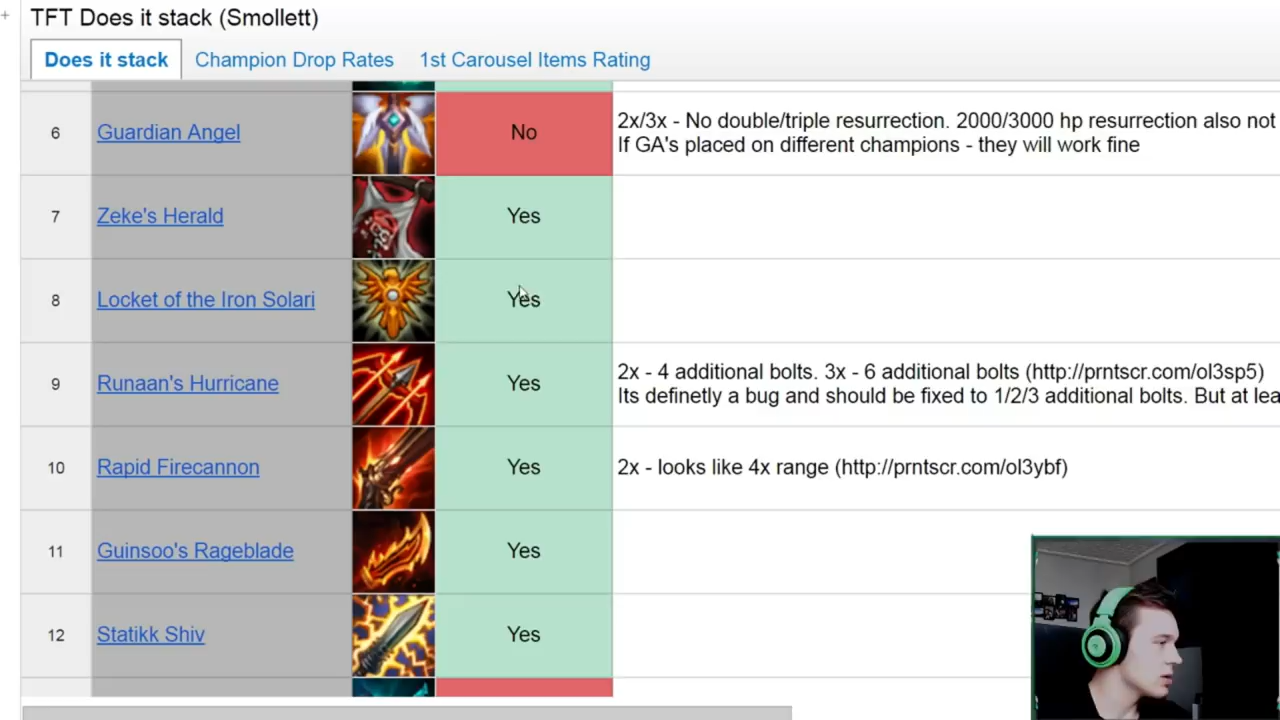 TFT Does it stack (Smollett)
Does it stack Champion Drop Rates 1st Carousel Items Rating
6 Guardian Angel No 2x/3x - No double/triple resurrection. 2000/3000 hp resurrection also not
If GA's placed on different champions - they will work fine
7 Zeke's Herald Yes
8 Locket of the Iron Solari Yes
9 Runaan's Hurricane Yes 2x - 4 additional bolts. 3x - 6 additional bolts (http://prntscr.com/ol3sp5)
Its definetly a bug and should be fixed to 1/2/3 additional bolts. But at lea
10 Rapid Firecannon Yes 2x - looks like 4x range (http://prntscr.com/ol3ybf)
11 Guinsoo's Rageblade Yes
12 Statikk Shiv Yes